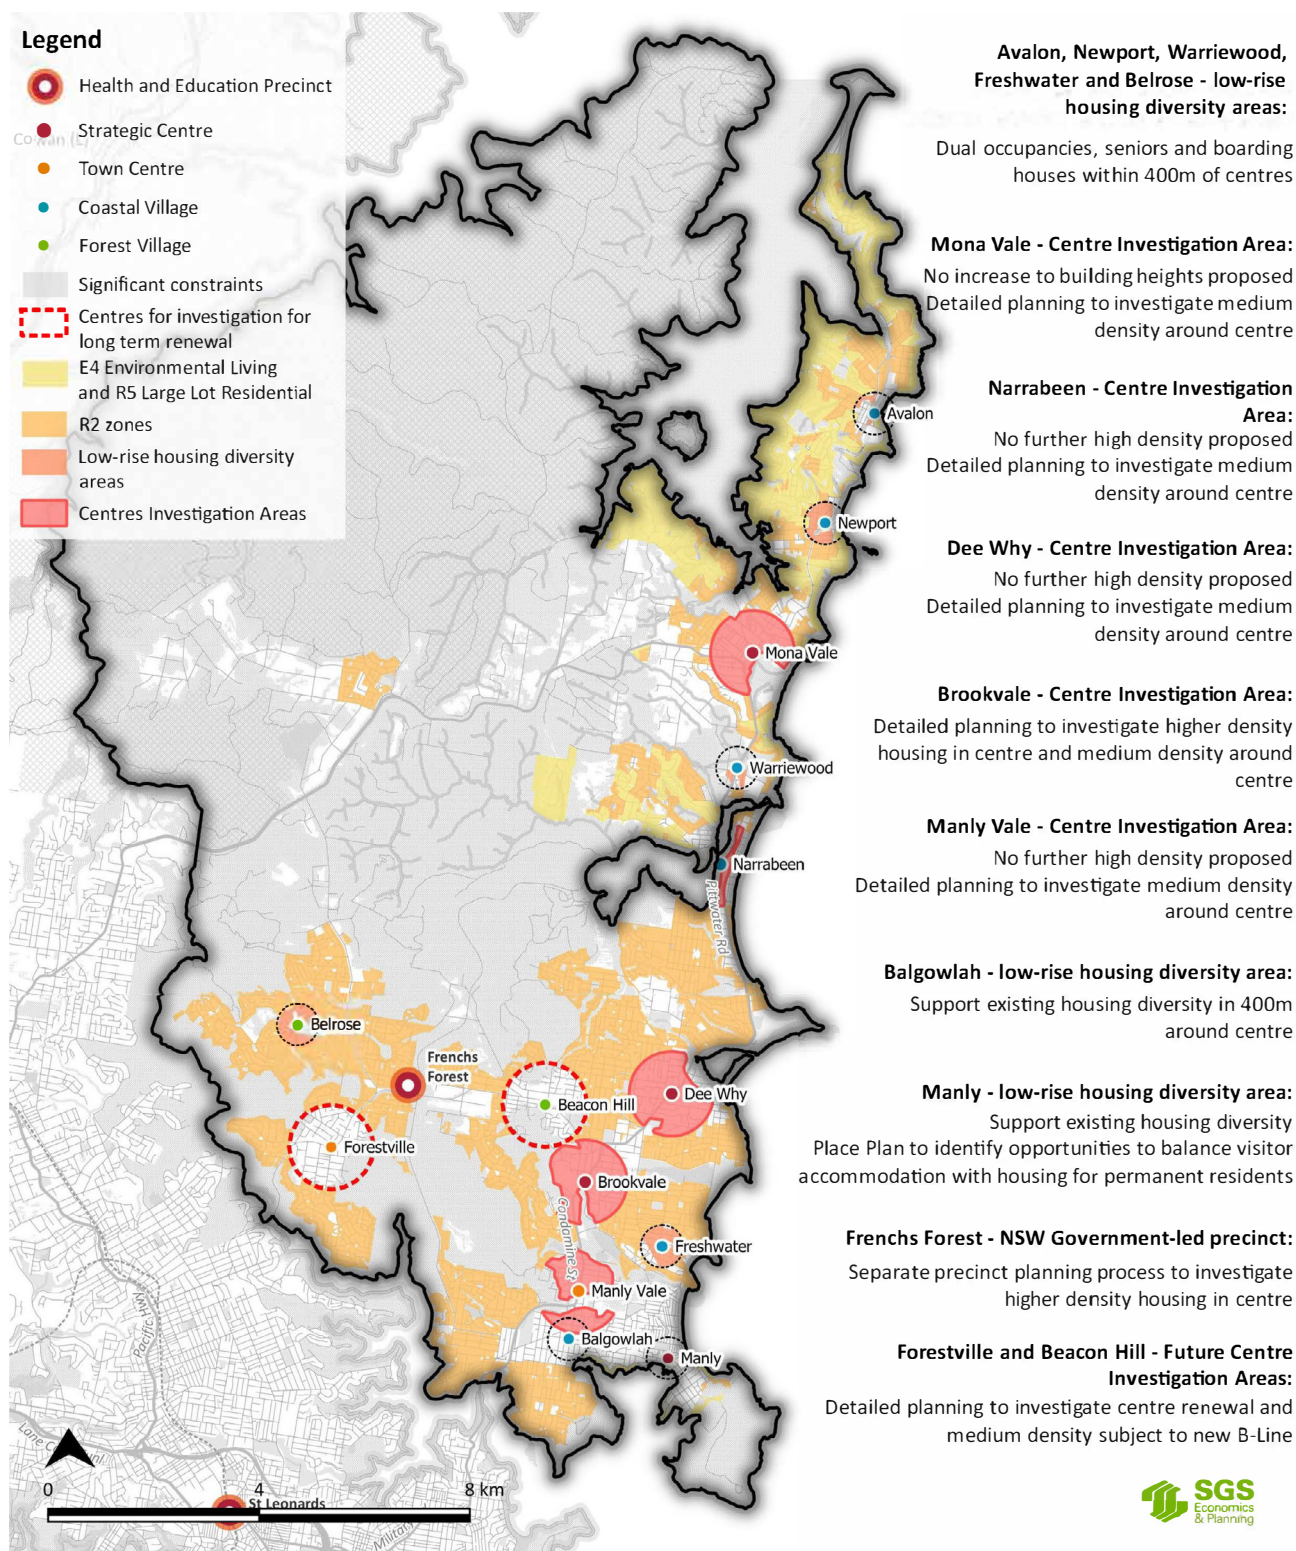 Legend
Health and Education Precinct
Strategic Centre
Town Centre
Coastal Village
Forest Village
Significant constraints
Centres for investigation for
long term renewal
E4 Environmental Living
and R5 Large Lot Residential
R2 zones
Low-rise housing diversity
areas
Centres Investigation Areas
Avalon, Newport, Warriewood,
Freshwater and Belrose - low-rise
housing diversity areas:
Dual occupancies, seniors and boarding
houses within 400m of centres
Mona Vale - Centre Investigation Area:
No increase to building heights proposed
Detailed planning to investigate medium
density around centre
Narrabeen - Centre Investigation
Area:
No further high density proposed
Detailed planning to investigate medium
density around centre
Dee Why - Centre Investigation Area:
No further high density proposed
Detailed planning to investigate medium
density around centre
Brookvale - Centre Investigation Area:
Detailed planning to investigate higher density
housing in centre and medium density around
centre
Manly Vale - Centre Investigation Area:
No further high density proposed
Detailed planning to investigate medium density
around centre
Balgowlah - low-rise housing diversity area:
Support existing housing diversity in 400m
around centre
Manly - low-rise housing diversity area:
Support existing housing diversity
Place Plan to identify opportunities to balance visitor
accommodation with housing for permanent residents
Frenchs Forest - NSW Government-led precinct:
Separate precinct planning process to investigate
higher density housing in centre
Forestville and Beacon Hill - Future Centre
Investigation Areas:
Detailed planning to investigate centre renewal and
medium density subject to new B-Line
Avalon
Newport
Mona Vale
Warriewood
Narrabeen
Pittwater Rd
Belrose
Frenchs
Forest
Beacon Hill
Dee Why
Forestville
Brookvale
Condamine St
Freshwater
Manly Vale
Balgowlah
Manly
Pacific Hwy
St Leonards
Military
0 4 8 km
SGS
Economics
& Planning